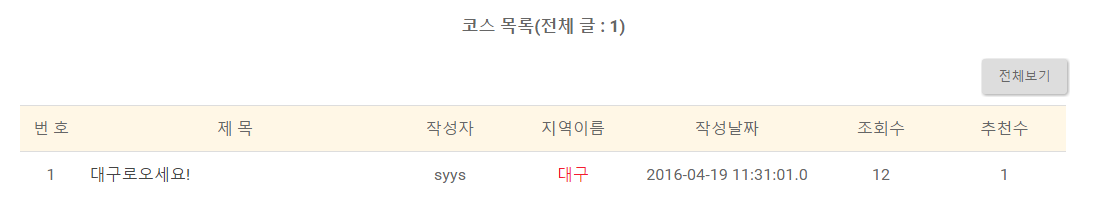 코스 목록(전체 글 : 1)
전체보기
번 호 제 목 작성자 지역이름 작성날짜 조회수 추천수
1 대구로오세요! syys 대구 2016-04-19 11:31:01.0 12 1